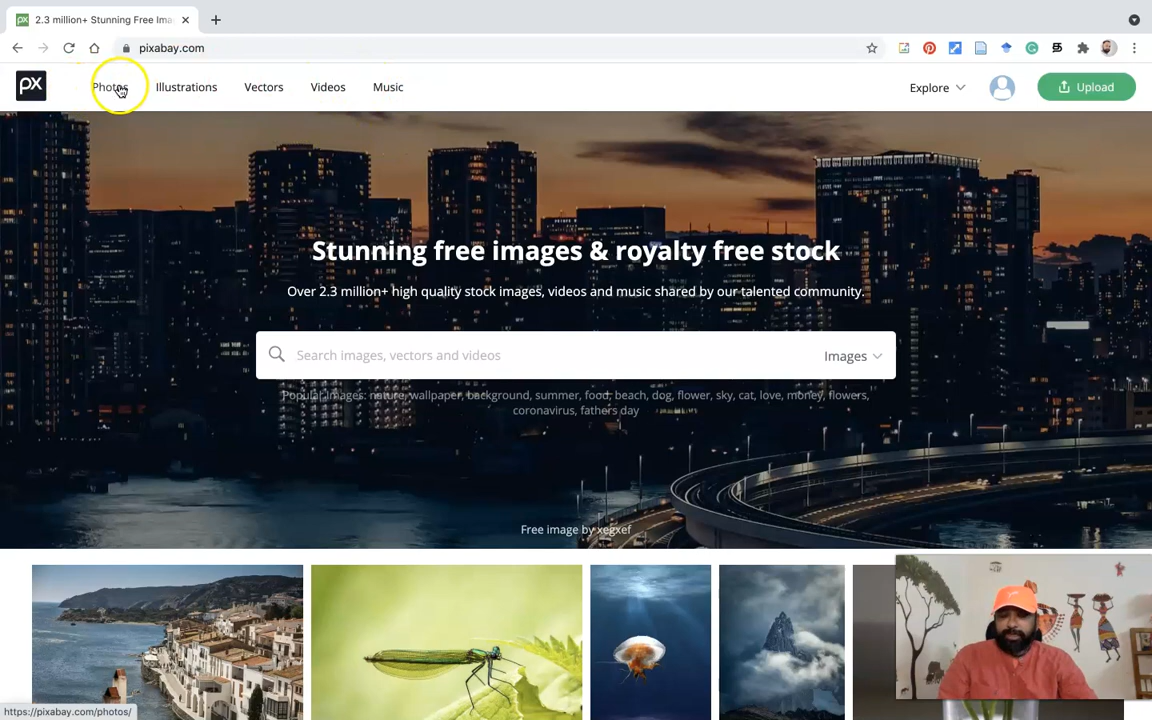 2.3 million+ Stunning Free Ima
pixabay.com
px
Photos
Illustrations
Vectors
Videos
Music
Explore
Upload
Stunning free images & royalty free stock
Over 2.3 million+ high quality stock images, videos and music shared by our talented community.
Search images, vectors and videos
Images
Popular Images: nature, wallpaper, background, summer, food, beach, dog, flower, sky, cat, love, money, flowers,
coronavirus, fathers day
Free image by xegxef
https://pixabay.com/photos/